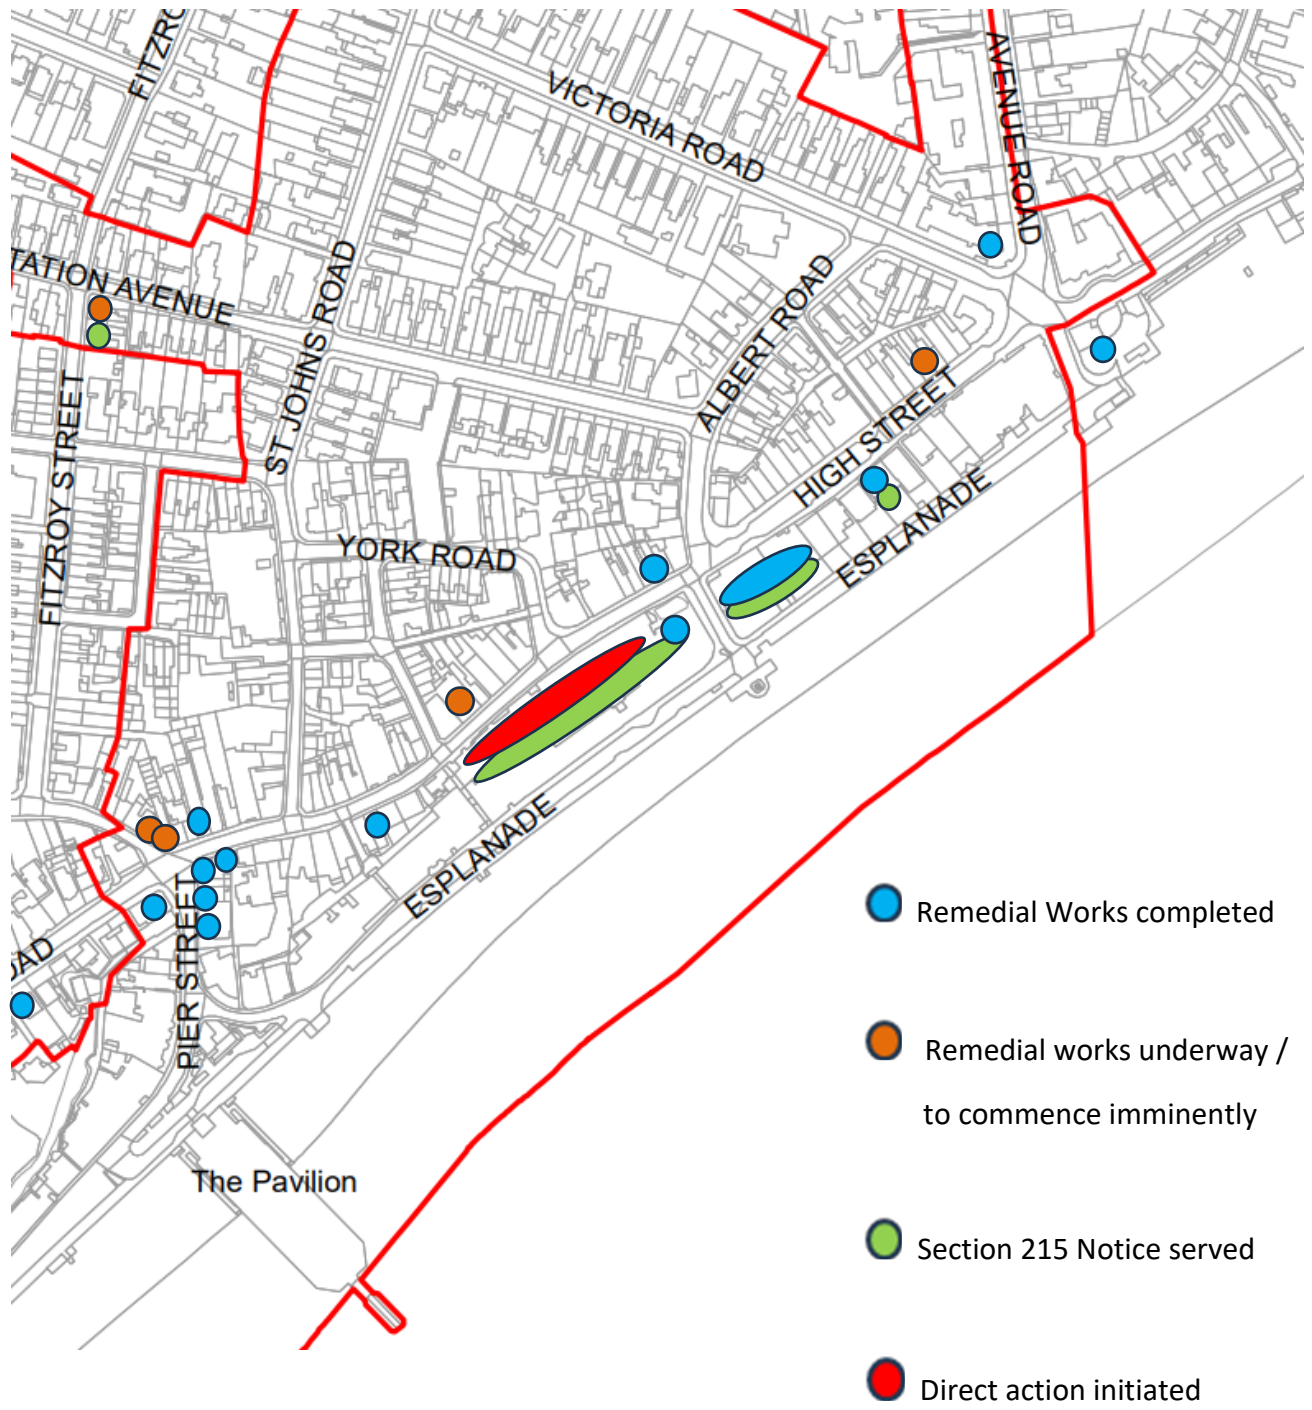 FITZRO
VICTORIA ROAD
AVENUE ROAD
TATION AVENUE
ST JOHNS ROAD
ALBERT ROAD
FITZROY STREET
HIGH STREET
YORK ROAD
ESPLANADE
ESPLANADE
PIER STREET
OAD
The Pavilion
Remedial Works completed
Remedial works underway /
to commence imminently
Section 215 Notice served
Direct action initiated